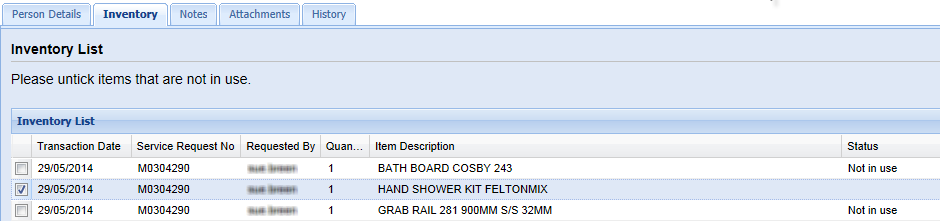 Person Details Inventory Notes Attachments History
Inventory List
Please untick items that are not in use.
Inventory List
Transaction Date Service Request No Requested By Quan... Item Description Status
29/05/2014 M0304290 1 BATH BOARD COSBY 243 Not in use
29/05/2014 M0304290 1 HAND SHOWER KIT FELTONMIX
29/05/2014 M0304290 1 GRAB RAIL 281 900MM S/S 32MM Not in use